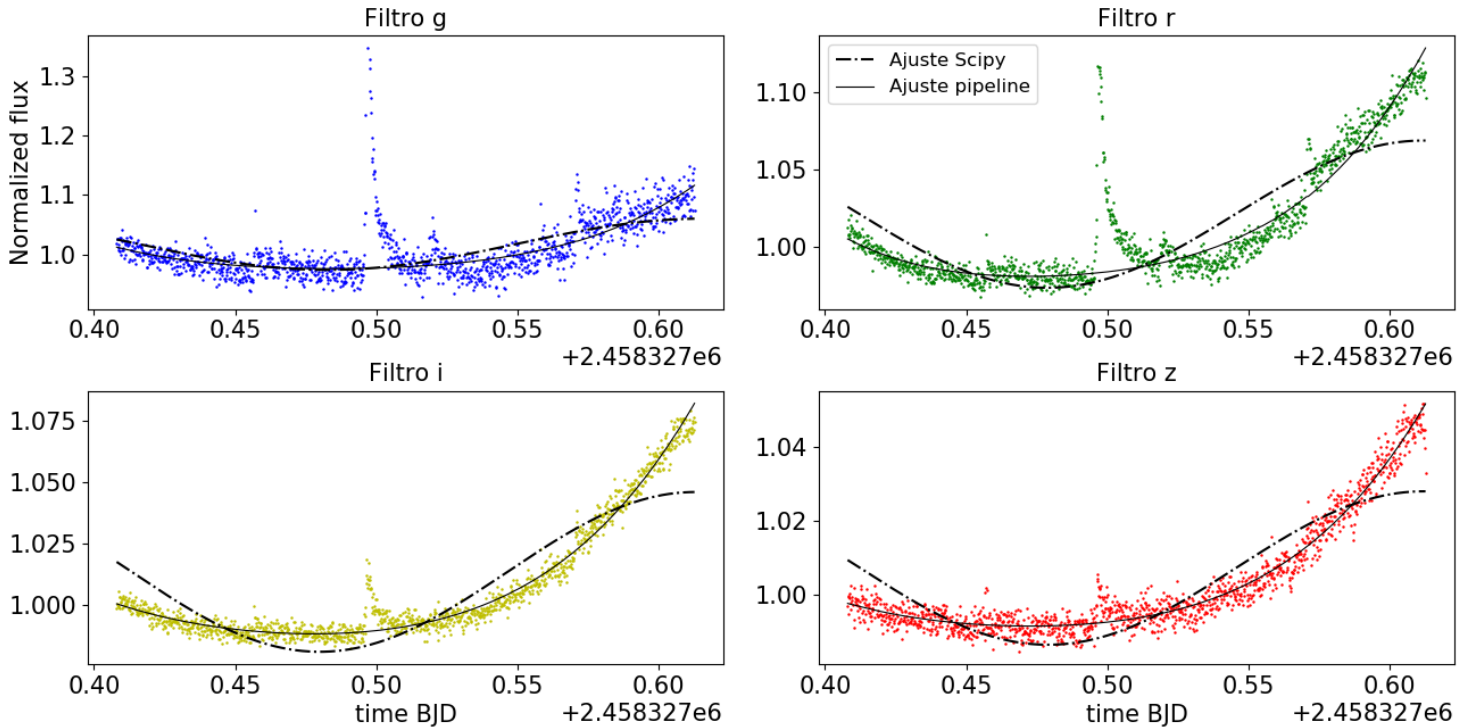 Filtro g
Normalized flux
1.3
1.2
1.1
1.0
0.40 0.45 0.50 0.55 0.60
+2.458327e6
Filtro r
Ajuste Scipy
Ajuste pipeline
1.10
1.05
1.00
0.40 0.45 0.50 0.55 0.60
+2.458327e6
Filtro i
1.075
1.050
1.025
1.000
0.40 0.45 0.50 0.55 0.60
time BJD +2.458327e6
Filtro z
1.04
1.02
1.00
0.40 0.45 0.50 0.55 0.60
time BJD +2.458327e6